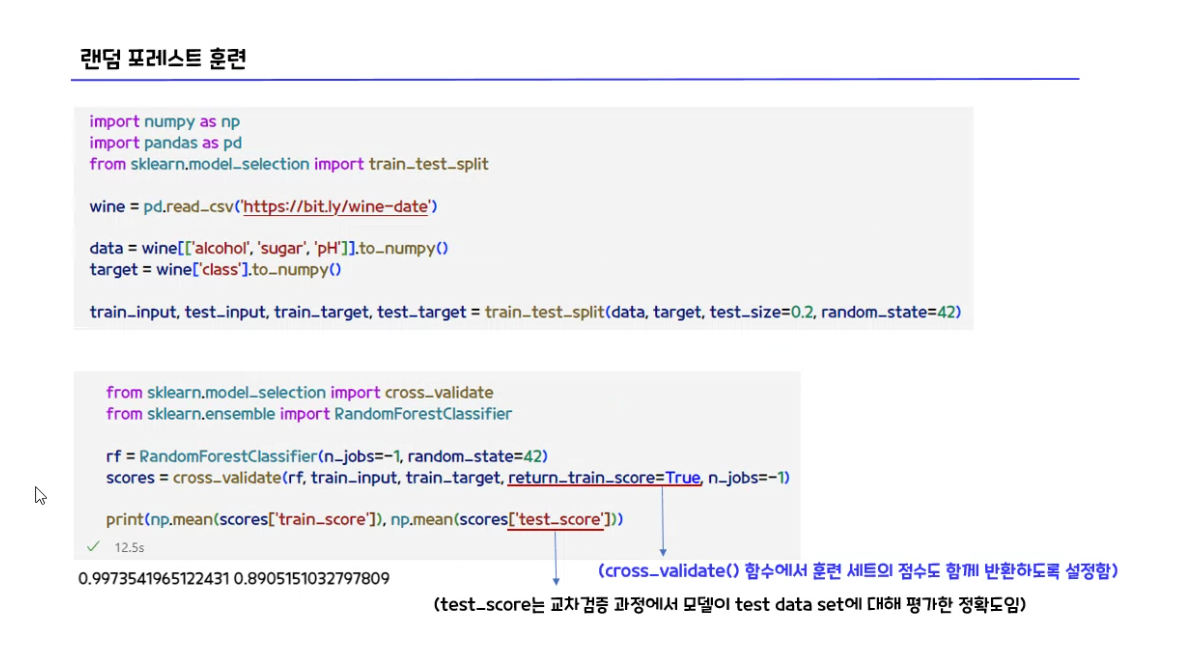 랜덤 포레스트 훈련
import numpy as np
import pandas as pd
from sklearn.model_selection import train_test_split
wine = pd.read_csv('https://bit.ly/wine-date')
data = wine[['alcohol', 'sugar', 'pH']].to_numpy()
target = wine['class'].to_numpy()
train_input, test_input, train_target, test_target = train_test_split(data, target, test_size=0.2, random_state=42)
from sklearn.model_selection import cross_validate
from sklearn.ensemble import RandomForestClassifier
rf = RandomForestClassifier(n_jobs=-1, random_state=42)
scores = cross_validate(rf, train_input, train_target, return_train_score=True, n_jobs=-1)
print(np.mean(scores['train_score']), np.mean(scores['test_score']))
✓ 12.5s
0.9973541965122431 0.8905151032797809
(cross_validate() 함수에서 훈련 세트의 점수도 함께 반환하도록 설정함)
(test_score는 교차검증 과정에서 모델이 test data set에 대해 평가한 정확도임)